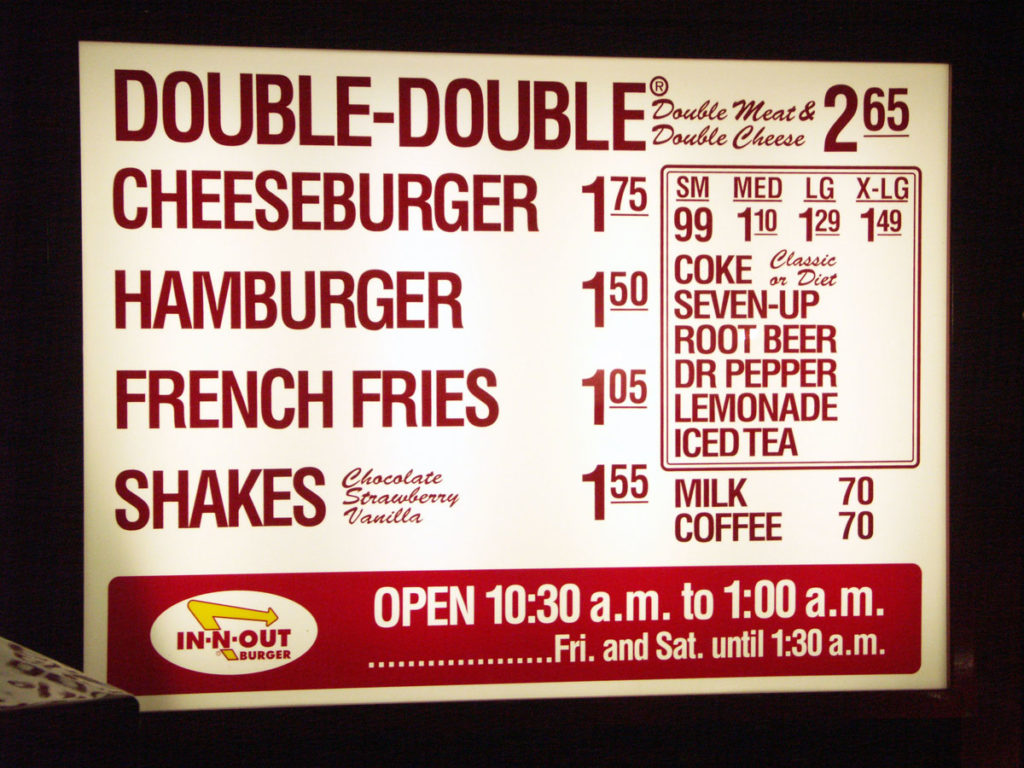 DOUBLE-DOUBLE® Double Meat & Double Cheese 2 65
CHEESEBURGER 1 75
HAMBURGER 1 50
FRENCH FRIES 1 05
SHAKES Chocolate Strawberry Vanilla 1 55
SM MED LG X-LG
99 1 10 1 29 1 49
COKE Classic or Diet
SEVEN-UP
ROOT BEER
DR PEPPER
LEMONADE
ICED TEA
MILK 70
COFFEE 70
IN-N-OUT
BURGER
OPEN 10:30 a.m. to 1:00 a.m.
....................Fri. and Sat. until 1:30 a.m.